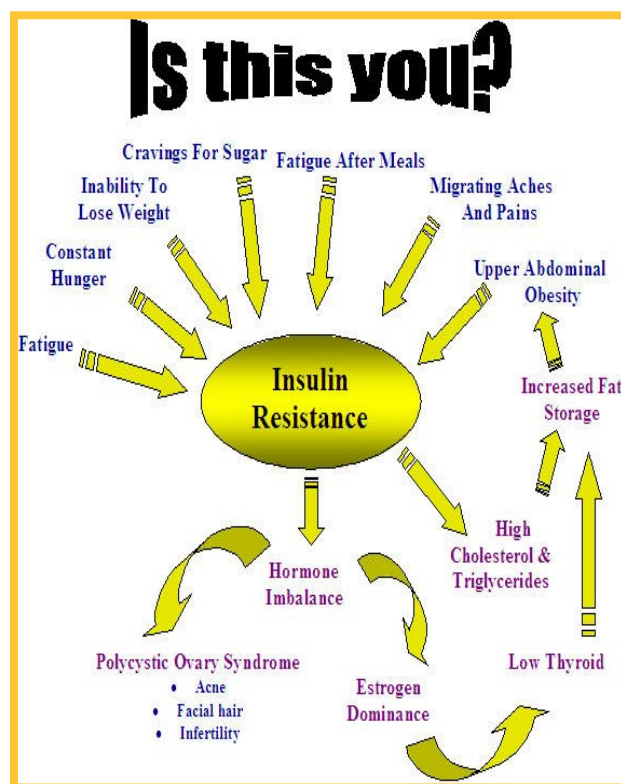 Is this you?
Cravings For Sugar
Fatigue After Meals
Inability To
Lose Weight
Migrating Aches
And Pains
Constant
Hunger
Upper Abdominal
Obesity
Fatigue
Insulin
Resistance
Increased Fat
Storage
High
Cholesterol &
Triglycerides
Hormone
Imbalance
Polycystic Ovary Syndrome
• Acne
• Facial hair
• Infertility
Estrogen
Dominance
Low Thyroid